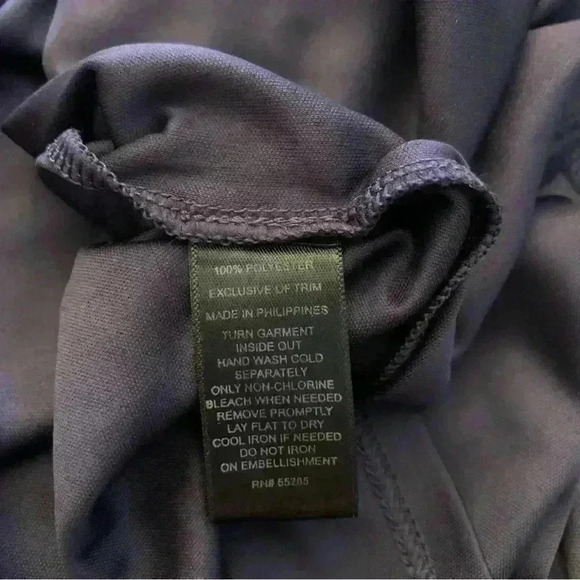 100% POLYESTER
EXCLUSIVE OF TRIM
MADE IN PHILIPPINES
TURN GARMENT
INSIDE OUT
HAND WASH COLD
SEPARATELY
ONLY NON-CHLORINE
BLEACH WHEN NEEDED
REMOVE PROMPTLY
LAY FLAT TO DRY
COOL IRON IF NEEDED
DO NOT IRON
ON EMBELLISHMENT
RN# 55285